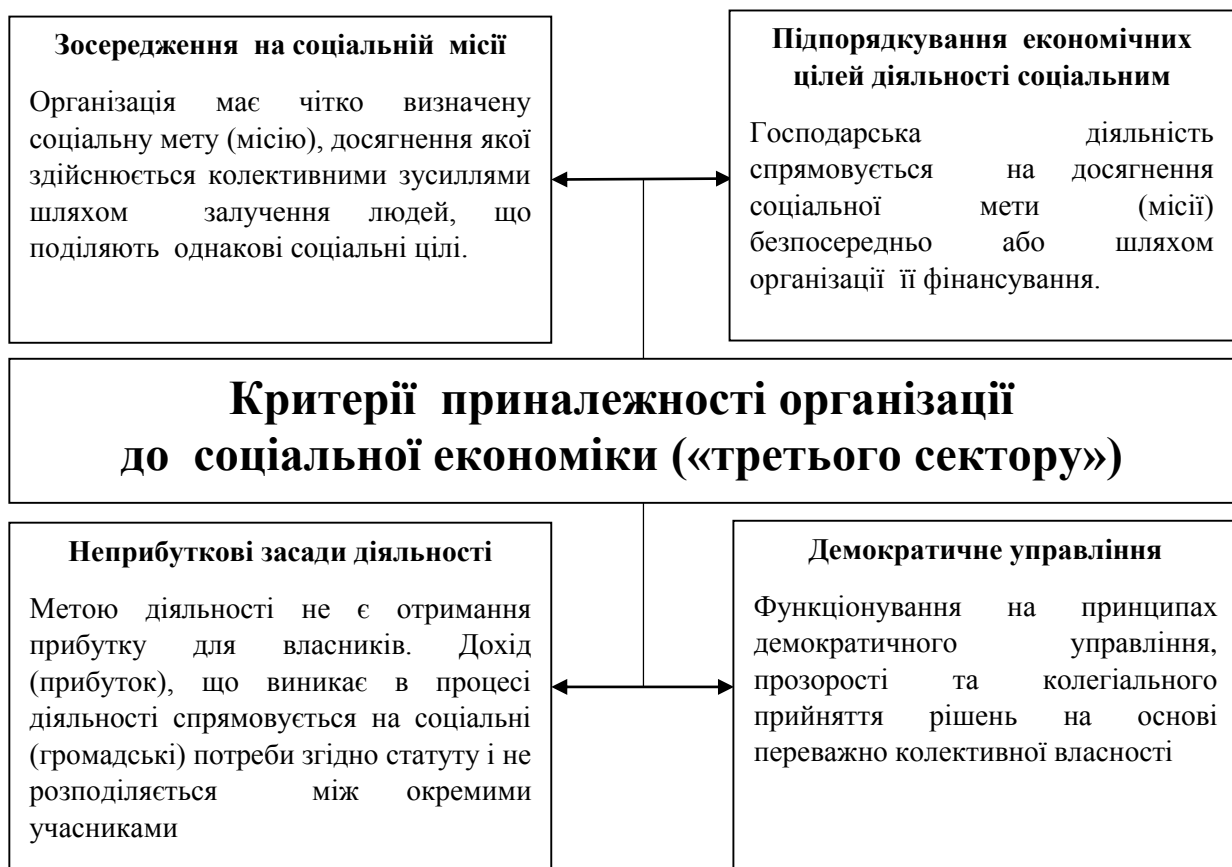 Зосередження на соціальній місії
Організація має чітко визначену
соціальну мету (місію), досягнення якої
здійснюється колективними зусиллями
шляхом залучення людей, що
поділяють однакові соціальні цілі.
Підпорядкування економічних
цілей діяльності соціальним
Господарська діяльність
спрямовується на досягнення
соціальної мети (місії)
безпосередньо або шляхом
організації її фінансування.
Критерії приналежності організації
до соціальної економіки («третього сектору»)
Неприбуткові засади діяльності
Метою діяльності не є отримання
прибутку для власників. Дохід
(прибуток), що виникає в процесі
діяльності спрямовується на соціальні
(громадські) потреби згідно статуту і не
розподіляється між окремими
учасниками
Демократичне управління
Функціонування на принципах
демократичного управління,
прозорості та колегіального
прийняття рішень на основі
переважно колективної власності